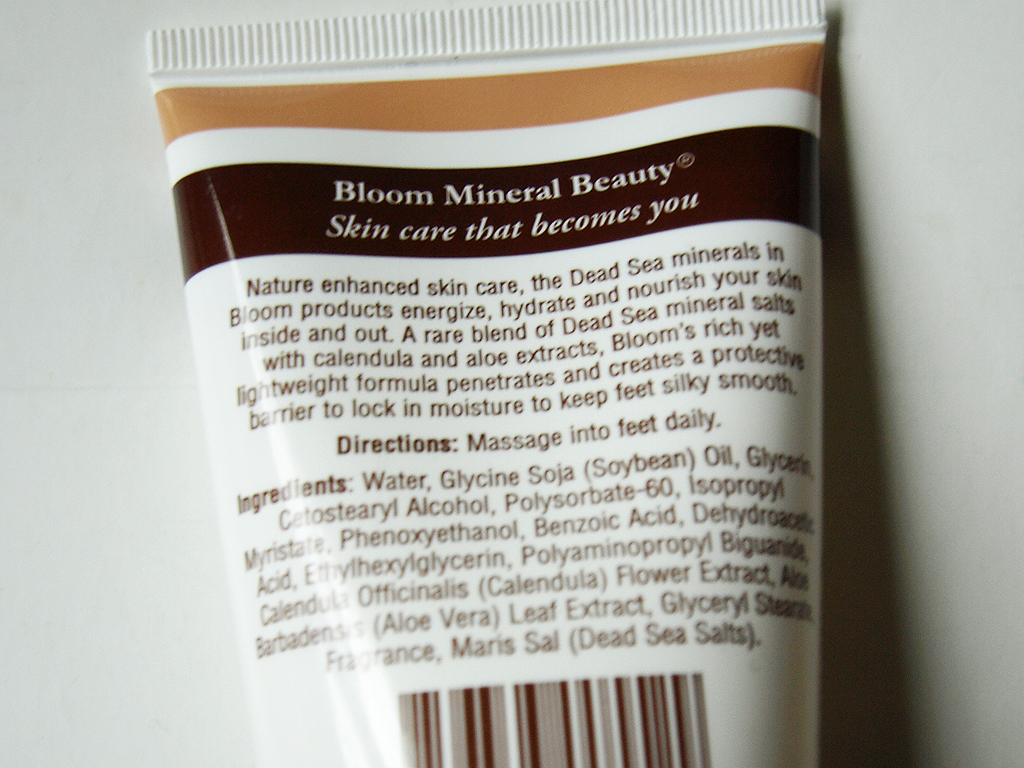 Bloom Mineral Beauty®
Skin care that becomes you
Nature enhanced skin care, the Dead Sea minerals in
Bloom products energize, hydrate and nourish your skin
inside and out. A rare blend of Dead Sea mineral salts
with calendula and aloe extracts, Bloom's rich yet
lightweight formula penetrates and creates a protective
barrier to lock in moisture to keep feet silky smooth.
Directions: Massage into feet daily.
Ingredients: Water, Glycine Soja (Soybean) Oil, Glycerin,
Cetostearyl Alcohol, Polysorbate-60, Isopropyl
Myristate, Phenoxyethanol, Benzoic Acid, Dehydroacetic
Acid, Ethylhexylglycerin, Polyaminopropyl Biguanide,
Calendula Officinalis (Calendula) Flower Extract, Aloe
Barbadensis (Aloe Vera) Leaf Extract, Glyceryl Stearate,
Fragrance, Maris Sal (Dead Sea Salts).